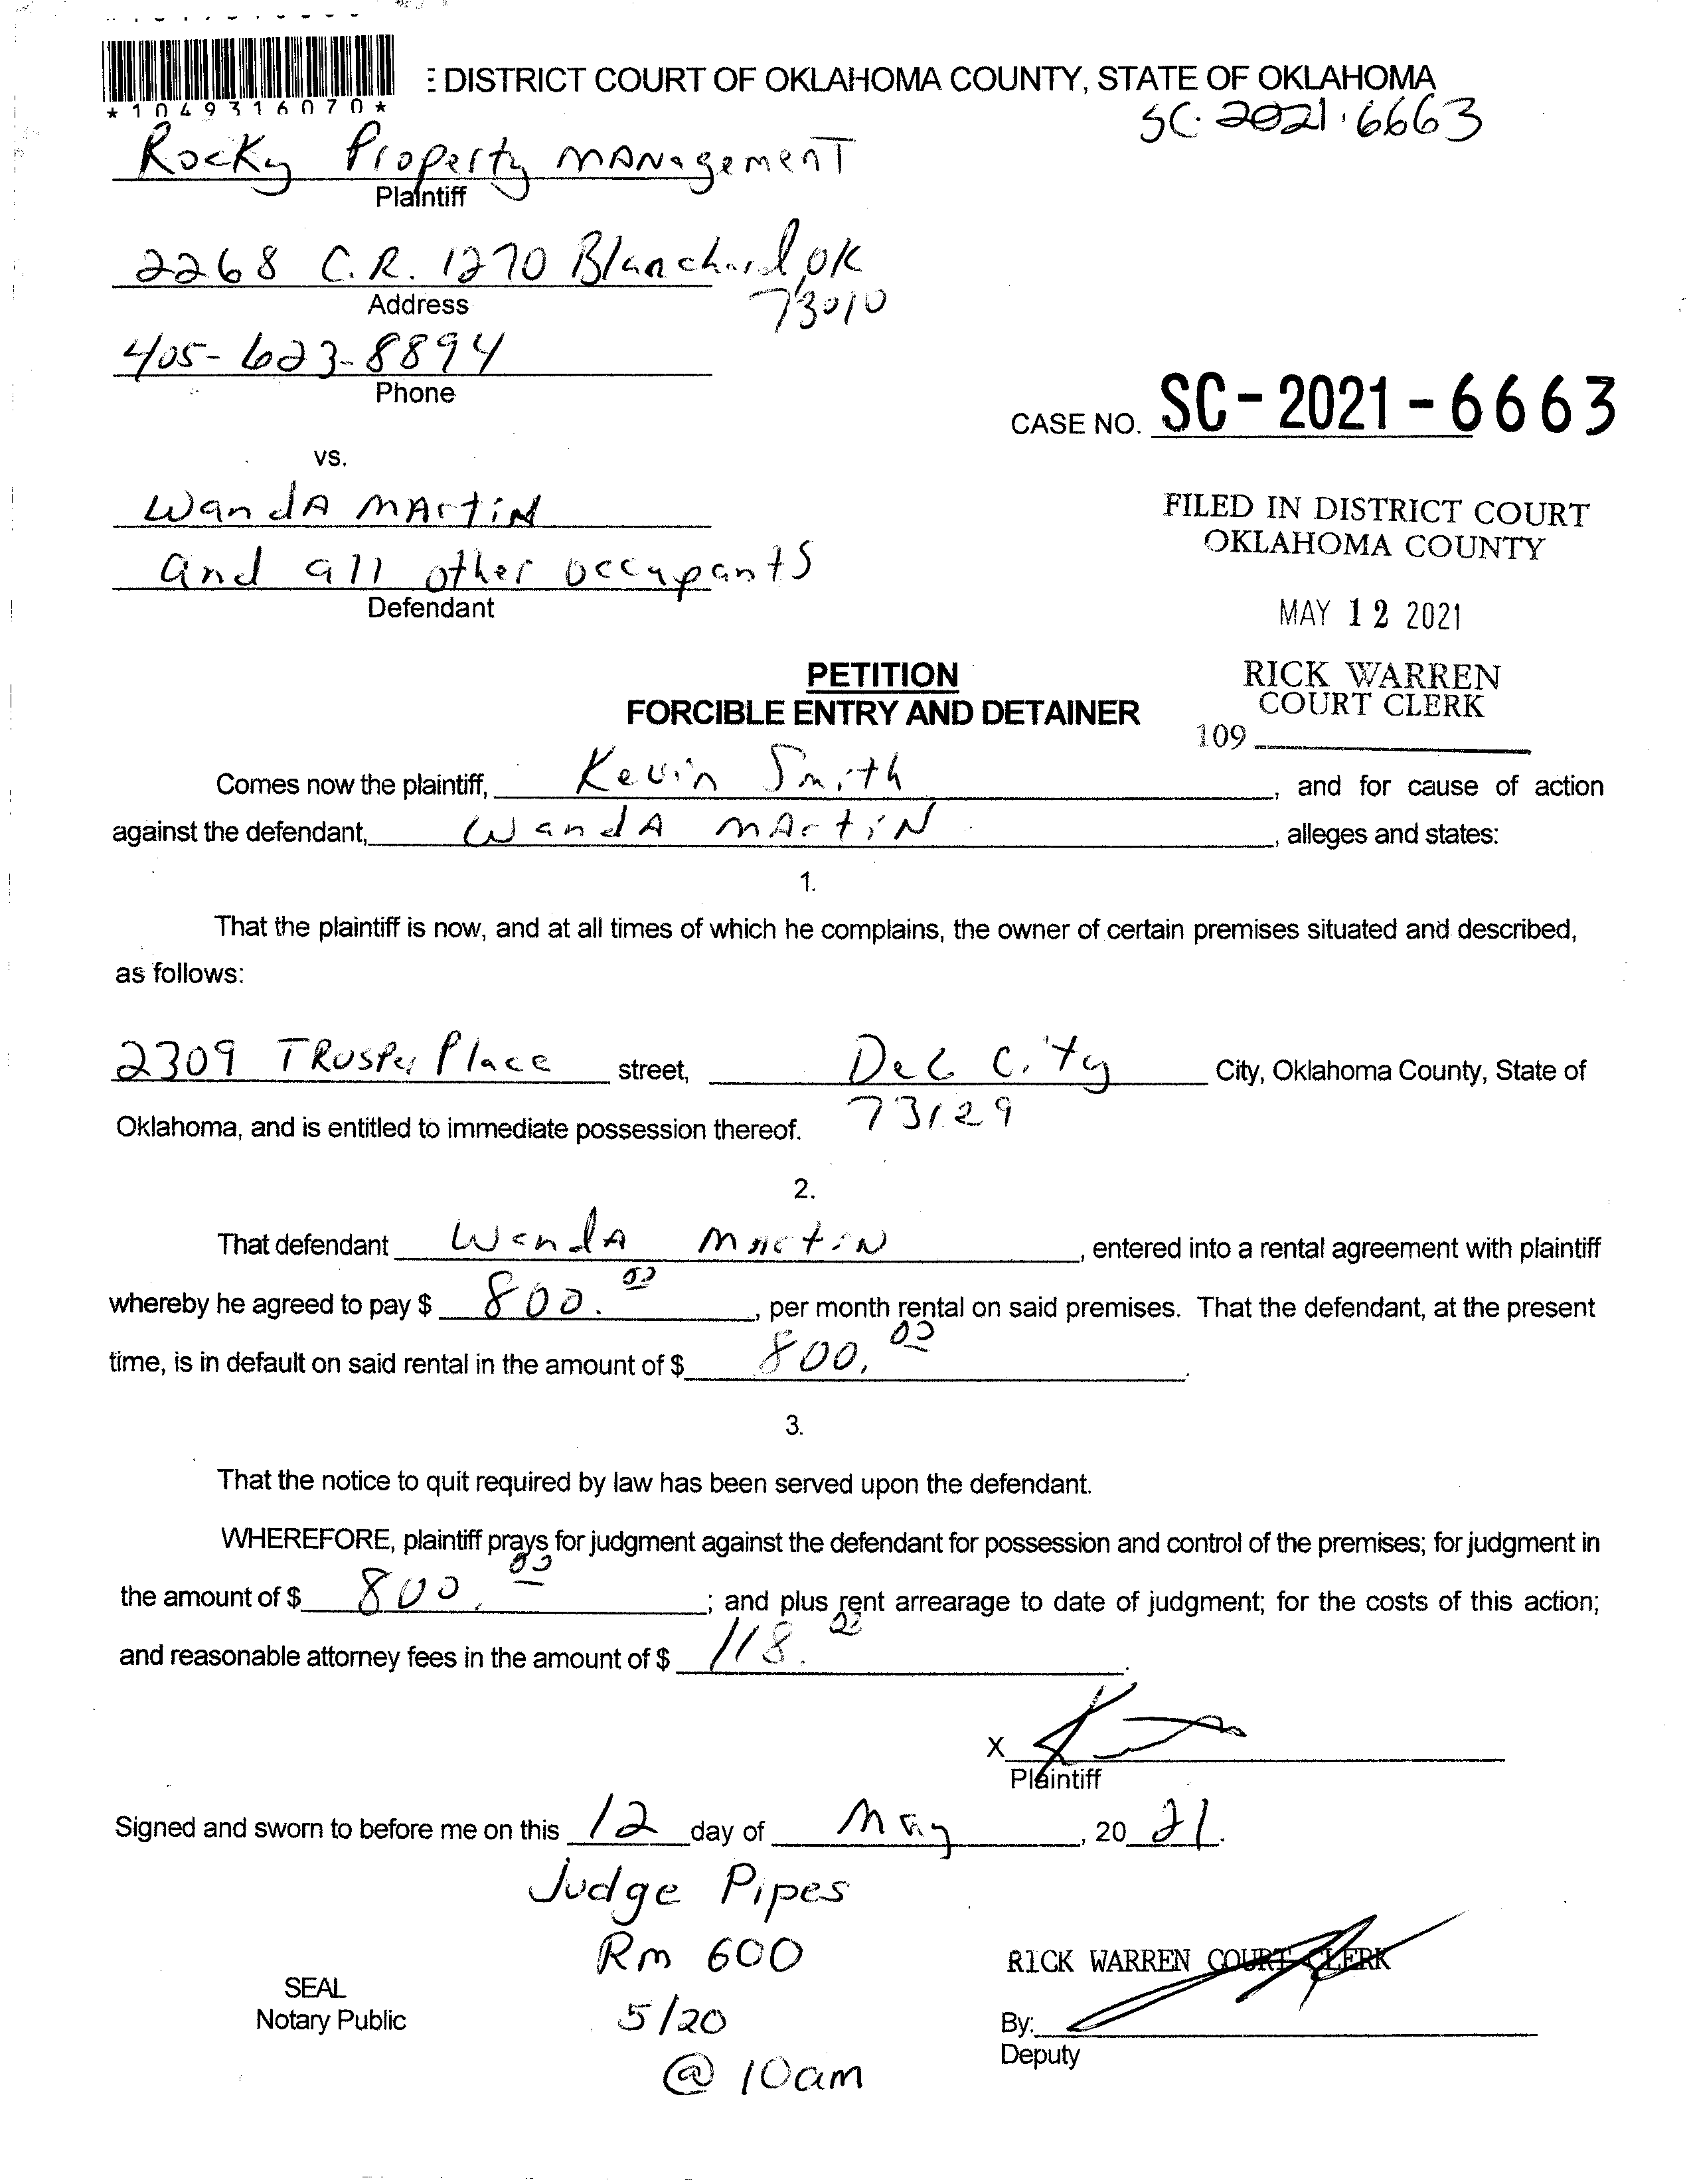 : DISTRICT COURT OF OKLAHOMA COUNTY, STATE OF OKLAHOMA
*1049316070*
SC. 2021. 6663
Rocky Property Management
Plaintiff
2268 C.R. 1270 Blanchard, OK
73010
Address
405-623-8894
Phone
CASE NO. SC-2021-6663
vs.
Wanda Martin
and all other occupants
Defendant
FILED IN DISTRICT COURT
OKLAHOMA COUNTY
MAY 12 2021
RICK WARREN
COURT CLERK
109
PETITION
FORCIBLE ENTRY AND DETAINER
Comes now the plaintiff, Kevin Smith, and for cause of action
against the defendant, Wanda Martin, alleges and states:
1.
That the plaintiff is now, and at all times of which he complains, the owner of certain premises situated and described,
as follows:
2309 Place street, Del City City, Oklahoma County, State of
73129
Oklahoma, and is entitled to immediate possession thereof.
2.
That defendant Wanda Martin, entered into a rental agreement with plaintiff
whereby he agreed to pay $ 800.00, per month rental on said premises. That the defendant, at the present
time, is in default on said rental in the amount of $ 800.00.
3.
That the notice to quit required by law has been served upon the defendant.
WHEREFORE, plaintiff prays for judgment against the defendant for possession and control of the premises; for judgment in
the amount of $ 800.00; and plus rent arrearage to date of judgment; for the costs of this action;
and reasonable attorney fees in the amount of $ 118.00.
X
Plaintiff
Signed and sworn to before me on this 12 day of May, 20 21.
Judge Pipes
Rm 600
5/20
@ 10am
SEAL
Notary Public
RICK WARREN COURT CLERK
By:
Deputy